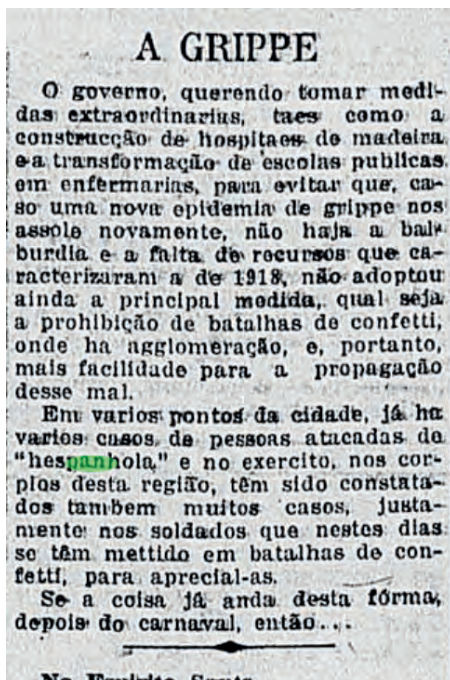 A GRIPPE
O governo, querendo tomar medi-
das extraordinarias, taes como a
construcção de hospitaes de madeira
e a transformação de escolas publicas
em enfermarias, para evitar que, ca-
so uma nova epidemia de grippe nos
assole novamente, não haja a bal-
burdia e a falta de recursos que ca-
racterizaram a de 1918, não adoptou
ainda a principal medida, qual seja
a prohibição de batalhas de confetti,
onde ha agglomeração, e, portanto,
mais facilidade para a propagação
desse mal.
Em varios pontos da cidade, já ha
varios casos de pessoas atacadas de
"hespanhola" e no exercito, nos cor-
pos desta região, têm sido constata-
dos tambem muitos casos, justa-
mente nos soldados que nestes dias
se têm mettido em batalhas de con-
fetti, para aprecial-as.
Se a coisa já anda desta fórma,
depois do carnaval, então...
No Espirito Santo